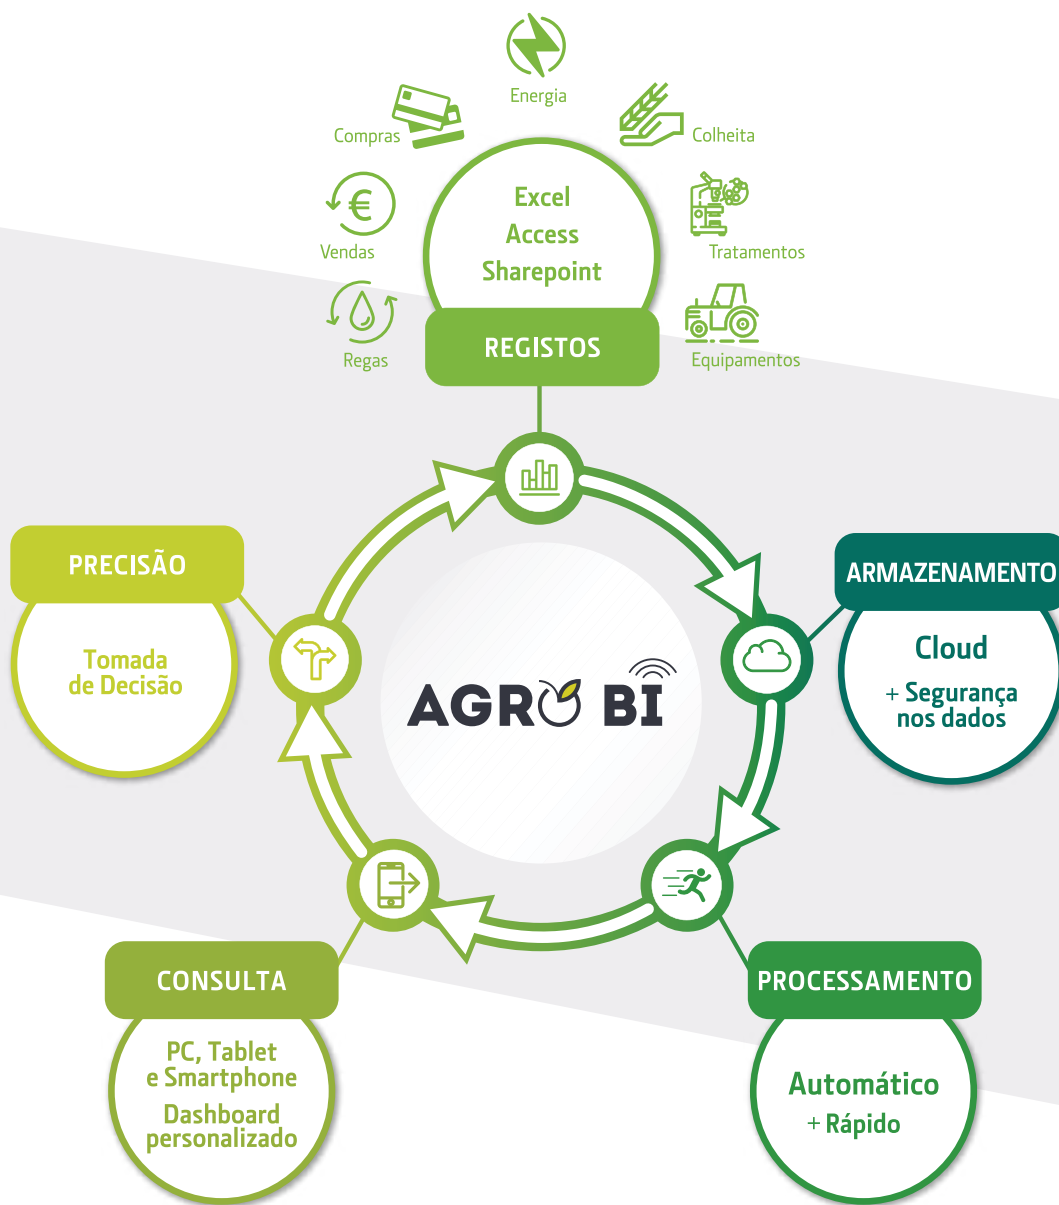 Energia
Compras
Colheita
Vendas
Tratamentos
Regas
Equipamentos
Excel
Access
Sharepoint
REGISTOS
PRECISÃO
Tomada
de Decisão
ARMAZENAMENTO
Cloud
+ Segurança
nos dados
AGRO BI
CONSULTA
PC, Tablet
e Smartphone
Dashboard
personalizado
PROCESSAMENTO
Automático
+ Rápido